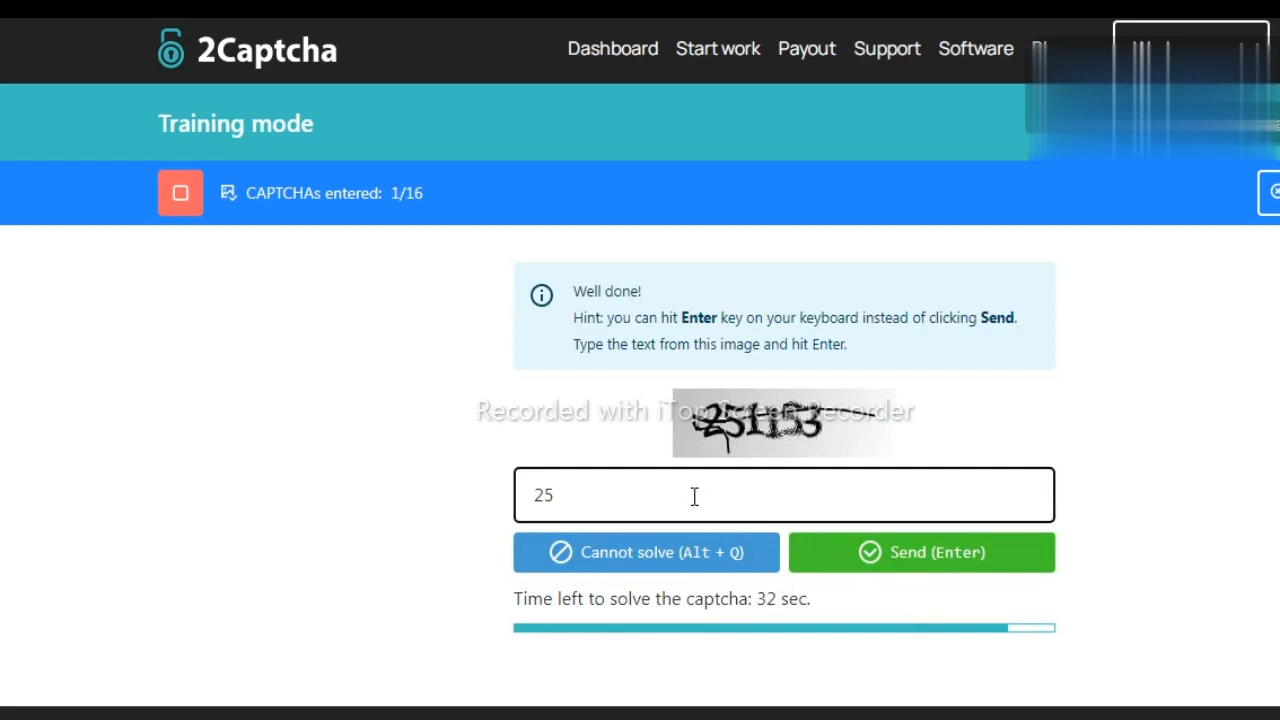 2Captcha
Dashboard Start work Payout Support Software
Training mode
CAPTCHAs entered: 1/16
Well done!
Hint: you can hit Enter key on your keyboard instead of clicking Send.
Type the text from this image and hit Enter.
Recorded with iTop Screen Recorder
25
Cannot solve (Alt + Q) Send (Enter)
Time left to solve the captcha: 32 sec.